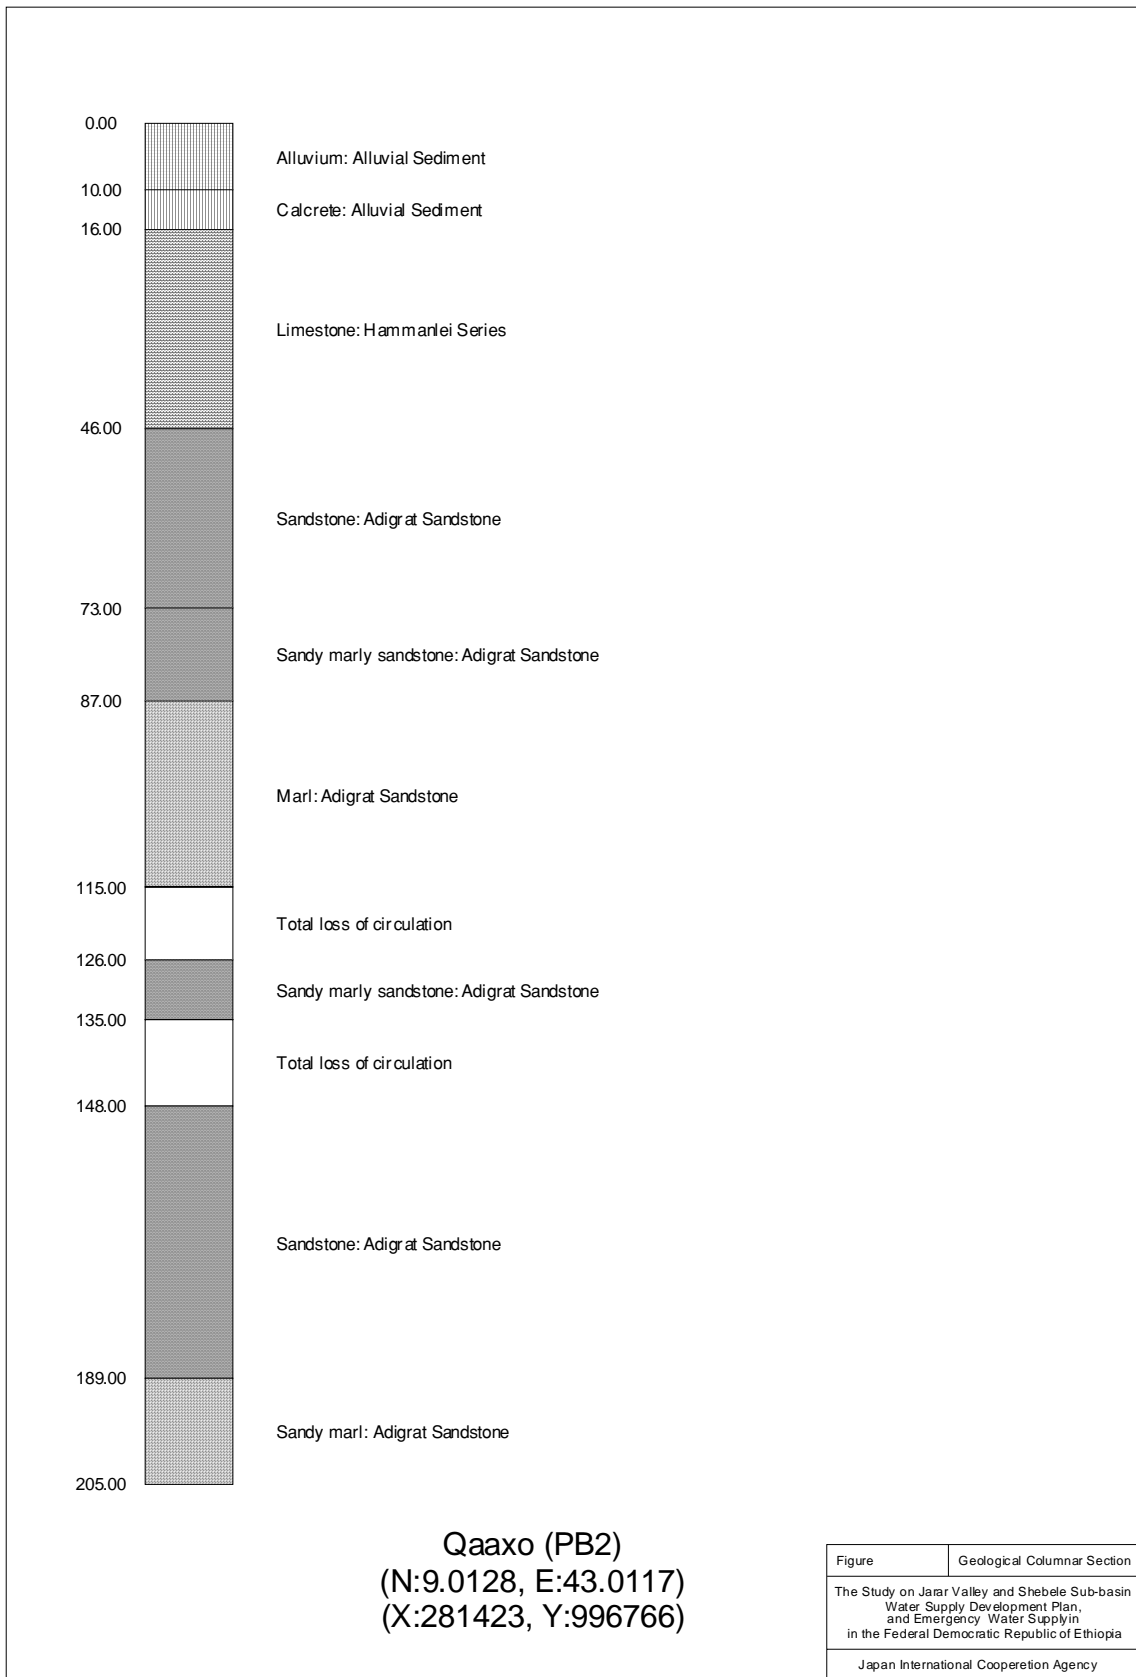 0.00
Alluvium: Alluvial Sediment
10.00
Calcrete: Alluvial Sediment
16.00
Limestone: Hammanlei Series
46.00
Sandstone: Adigrat Sandstone
73.00
Sandy marly sandstone: Adigrat Sandstone
87.00
Marl: Adigrat Sandstone
115.00
Total loss of circulation
126.00
Sandy marly sandstone: Adigrat Sandstone
135.00
Total loss of circulation
148.00
Sandstone: Adigrat Sandstone
189.00
Sandy marl: Adigrat Sandstone
205.00
Qaaxo (PB2)
(N:9.0128, E:43.0117)
(X:281423, Y:996766)
Figure
Geological Columnar Section
The Study on Jarar Valley and Shebele Sub-basin
Water Supply Development Plan,
and Emergency Water Supplyin
in the Federal Democratic Republic of Ethiopia
Japan International Cooperetion Agency